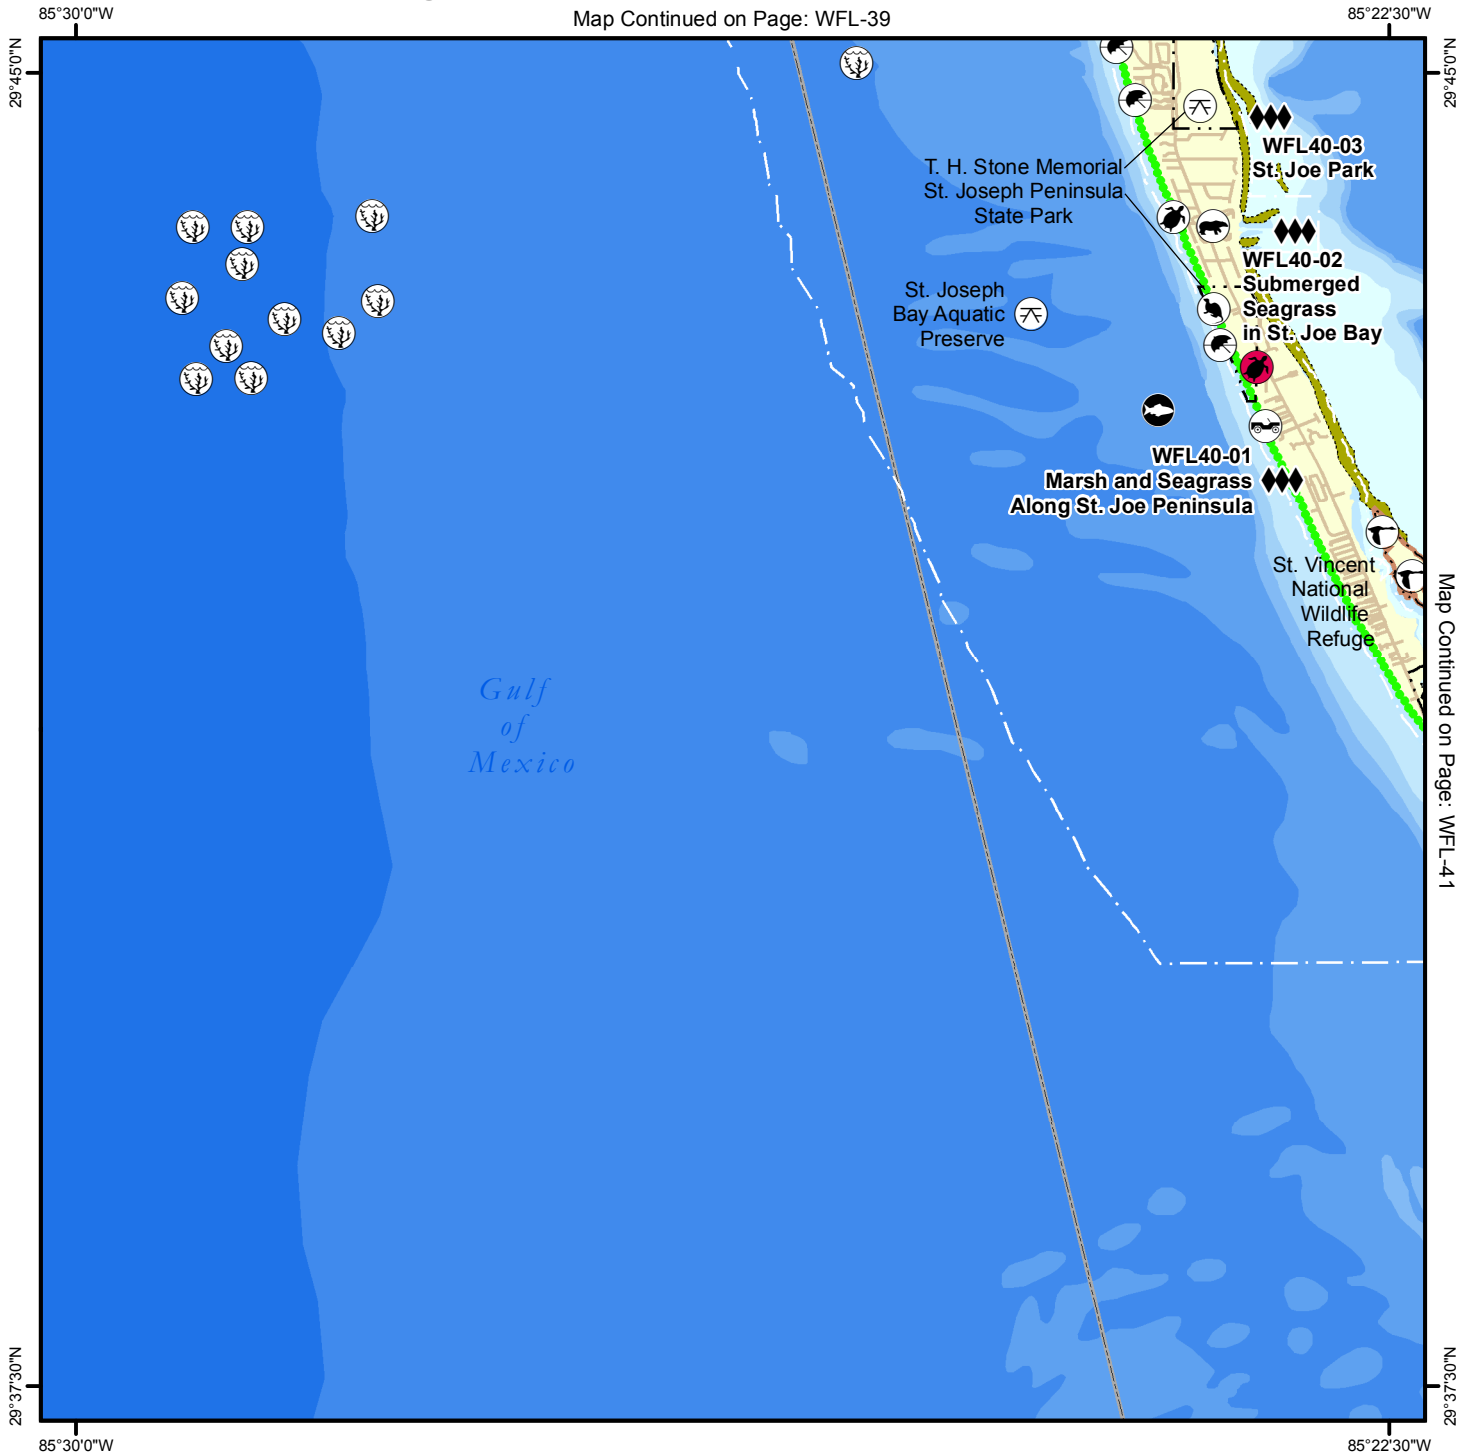 85°30'0"W
Map Continued on Page: WFL-39
85°22'30"W
29°45'0"N
29°45'0"N
WFL40-03
St. Joe Park
T. H. Stone Memorial
St. Joseph Peninsula
State Park
WFL40-02
Submerged
Seagrass
in St. Joe Bay
St. Joseph
Bay Aquatic
Preserve
WFL40-01
Marsh and Seagrass
Along St. Joe Peninsula
St. Vincent
National
Wildlife
Refuge
Map Continued on Page: WFL-41
Gulf
of
Mexico
29°37'30"N
29°37'30"N
85°30'0"W
85°22'30"W